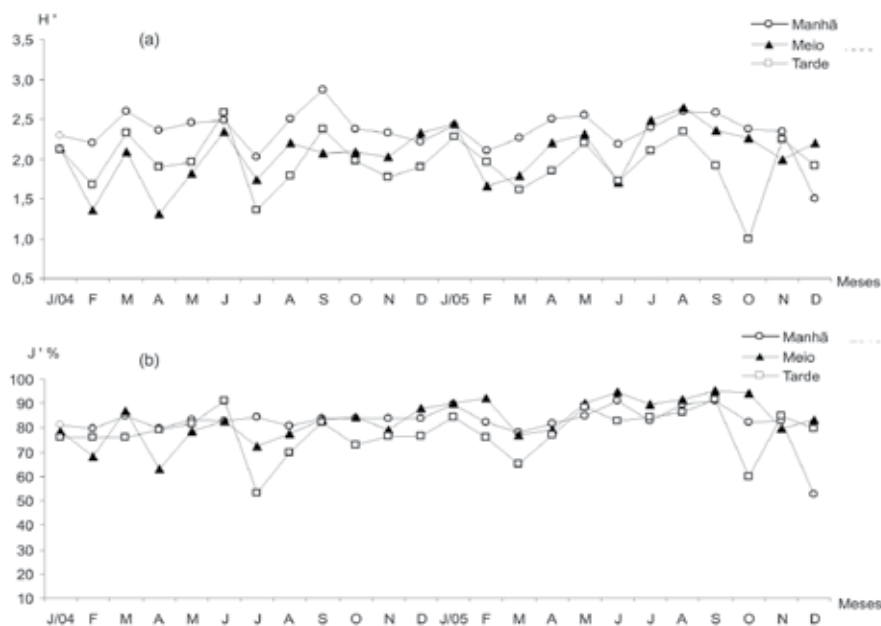 H '
(a)
Manhã
Meio
Tarde
3,5
3,0
2,5
2,0
1,5
1,0
0,5
Meses
J/04 F M A M J J A S O N D J/05 F M A M J J A S O N D
J ' %
(b)
Manhã
Meio
Tarde
100
90
80
70
60
50
40
30
20
10
Meses
J/04 F M A M J J A S O N D J/05 F M A M J J A S O N D